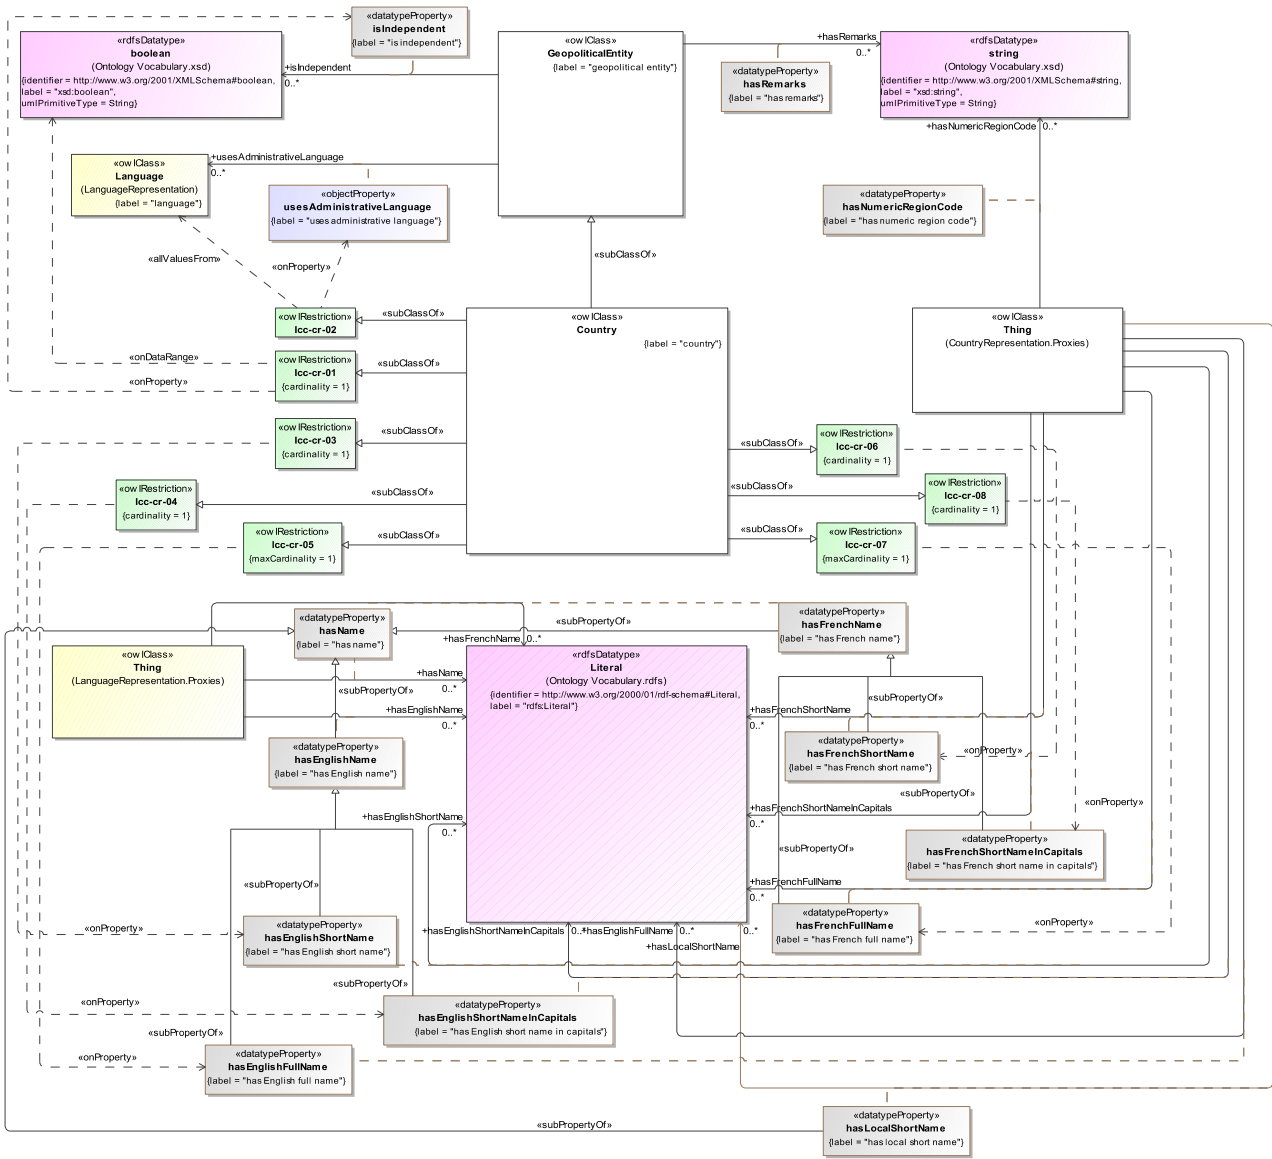 «datatypeProperty»
isIndependent
{label = "is independent"}
«rdfsDatatype»
boolean
(Ontology Vocabulary.xsd)
{identifier = http://www.w3.org/2001/XMLSchema#boolean,
label = "xsd:boolean",
umlPrimitiveType = String}
+isIndependent
0..*
«owlClass»
GeopoliticalEntity
{label = "geopolitical entity"}
+hasRemarks
0..*
«datatypeProperty»
hasRemarks
{label = "has remarks"}
«rdfsDatatype»
string
(Ontology Vocabulary.xsd)
{identifier = http://www.w3.org/2001/XMLSchema#string,
label = "xsd:string",
umlPrimitiveType = String}
+hasNumericRegionCode
0..*
«owlClass»
Language
(LanguageRepresentation)
{label = "language"}
+usesAdministrativeLanguage
0..*
«objectProperty»
usesAdministrativeLanguage
{label = "uses administrative language"}
«datatypeProperty»
hasNumericRegionCode
{label = "has numeric region code"}
«allValuesFrom»
«onProperty»
«subClassOf»
«owlRestriction»
lcc-cr-02
«subClassOf»
«owlClass»
Country
{label = "country"}
«owlClass»
Thing
(CountryRepresentation.Proxies)
«onDataRange»
«onProperty»
«owlRestriction»
lcc-cr-01
{cardinality = 1}
«subClassOf»
«owlRestriction»
lcc-cr-03
{cardinality = 1}
«subClassOf»
«subClassOf»
«owlRestriction»
lcc-cr-06
{cardinality = 1}
«owlRestriction»
lcc-cr-04
{cardinality = 1}
«subClassOf»
«subClassOf»
«owlRestriction»
lcc-cr-08
{cardinality = 1}
«owlRestriction»
lcc-cr-05
{maxCardinality = 1}
«subClassOf»
«subClassOf»
«owlRestriction»
lcc-cr-07
{maxCardinality = 1}
«datatypeProperty»
hasName
{label = "has name"}
«subPropertyOf»
+hasFrenchName
0..*
«datatypeProperty»
hasFrenchName
{label = "has French name"}
«owlClass»
Thing
(LanguageRepresentation.Proxies)
+hasName
0..*
«subPropertyOf»
+hasEnglishName
0..*
«rdfsDatatype»
Literal
(Ontology Vocabulary.rdfs)
{identifier = http://www.w3.org/2000/01/rdf-schema#Literal,
label = "rdfs:Literal"}
«subPropertyOf»
+hasFrenchShortName
0..*
«datatypeProperty»
hasFrenchShortName
{label = "has French short name"}
«onProperty»
«datatypeProperty»
hasEnglishName
{label = "has English name"}
«subPropertyOf»
+hasEnglishShortName
0..*
+hasFrenchShortNameInCapitals
0..*
«onProperty»
«datatypeProperty»
hasFrenchShortNameInCapitals
{label = "has French short name in capitals"}
«subPropertyOf»
«subPropertyOf»
+hasFrenchFullName
0..*
«datatypeProperty»
hasFrenchFullName
{label = "has French full name"}
«onProperty»
«onProperty»
«datatypeProperty»
hasEnglishShortName
{label = "has English short name"}
+hasEnglishShortNameInCapitals
0..*
+hasEnglishFullName
0..*
+hasLocalShortName
0..*
«subPropertyOf»
«onProperty»
«datatypeProperty»
hasEnglishShortNameInCapitals
{label = "has English short name in capitals"}
«subPropertyOf»
«onProperty»
«datatypeProperty»
hasEnglishFullName
{label = "has English full name"}
«subPropertyOf»
«datatypeProperty»
hasLocalShortName
{label = "has local short name"}